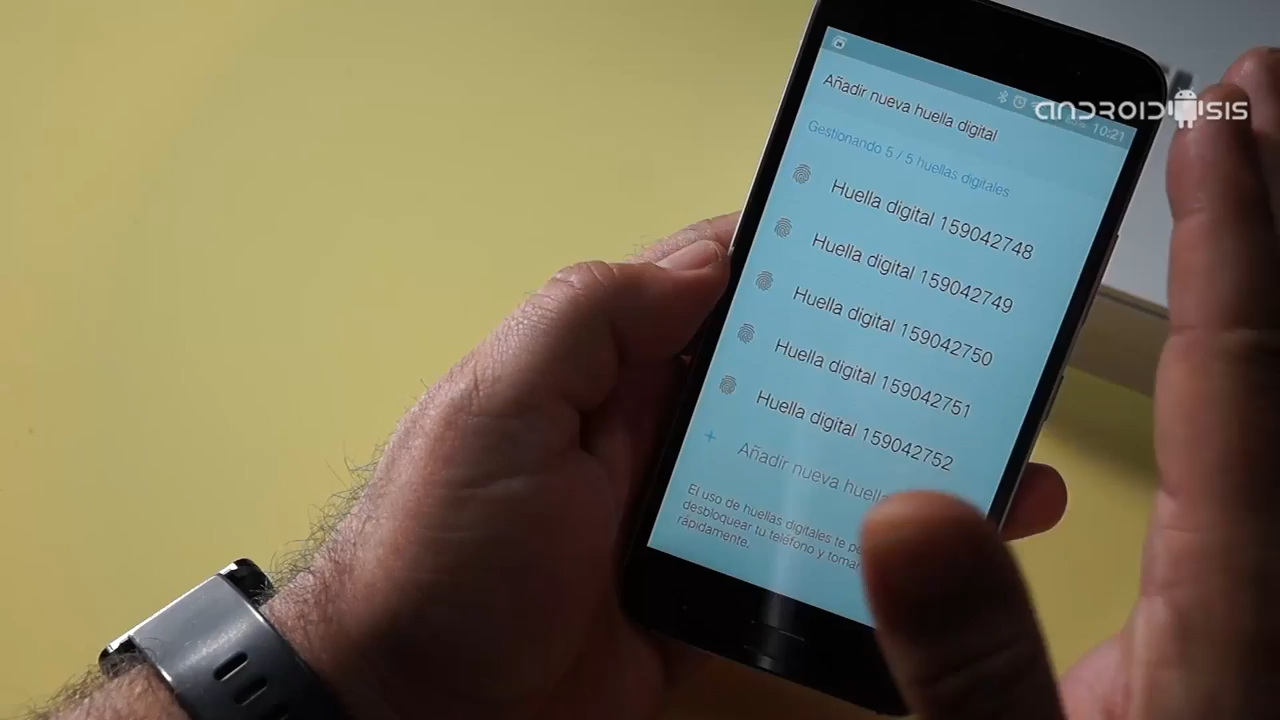 ANDROIDSIS
10:21
Añadir nueva huella digital
Gestionando 5 / 5 huellas digitales
Huella digital 159042748
Huella digital 159042749
Huella digital 159042750
Huella digital 159042751
Huella digital 159042752
Añadir nueva huella
El uso de huellas digitales te
desbloquear tu teléfono y tomar
rápidamente.